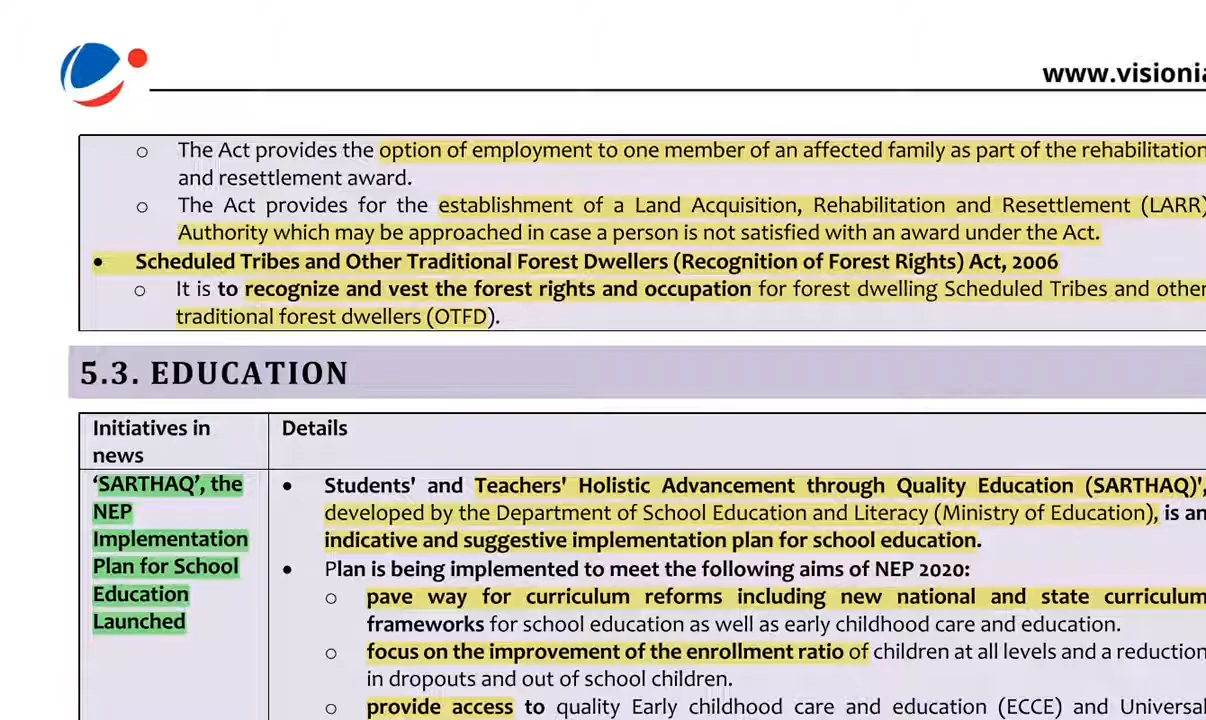 www.visioni
o The Act provides the option of employment to one member of an affected family as part of the rehabilitation
and resettlement award.
o The Act provides for the establishment of a Land Acquisition, Rehabilitation and Resettlement (LARR)
Authority which may be approached in case a person is not satisfied with an award under the Act.
• Scheduled Tribes and Other Traditional Forest Dwellers (Recognition of Forest Rights) Act, 2006
o It is to recognize and vest the forest rights and occupation for forest dwelling Scheduled Tribes and other
traditional forest dwellers (OTFD).
5.3. EDUCATION
Initiatives in
news
Details
‘SARTHAQ’, the
NEP
Implementation
Plan for School
Education
Launched
• Students' and Teachers' Holistic Advancement through Quality Education (SARTHAQ)',
developed by the Department of School Education and Literacy (Ministry of Education), is an
indicative and suggestive implementation plan for school education.
• Plan is being implemented to meet the following aims of NEP 2020:
o pave way for curriculum reforms including new national and state curriculum
frameworks for school education as well as early childhood care and education.
o focus on the improvement of the enrollment ratio of children at all levels and a reduction
in dropouts and out of school children.
o provide access to quality Early childhood care and education (ECCE) and Universal